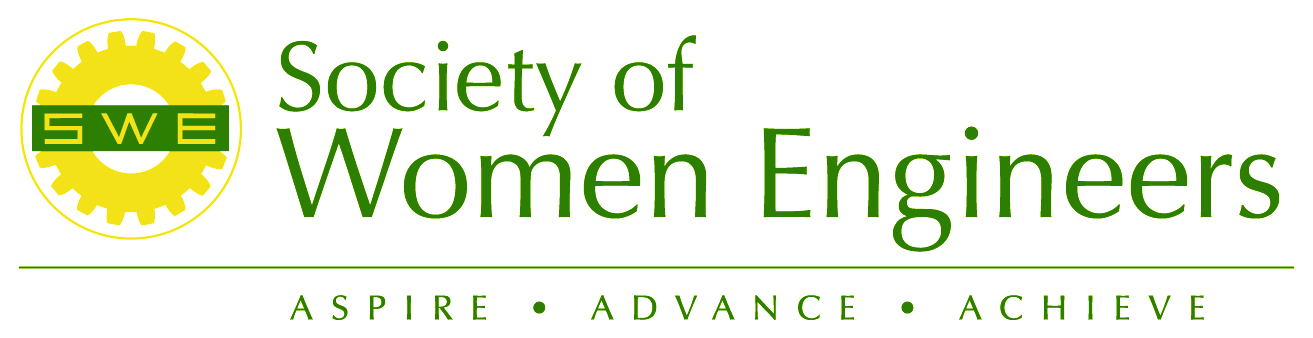 SWE
Society of
Women Engineers
ASPIRE • ADVANCE • ACHIEVE